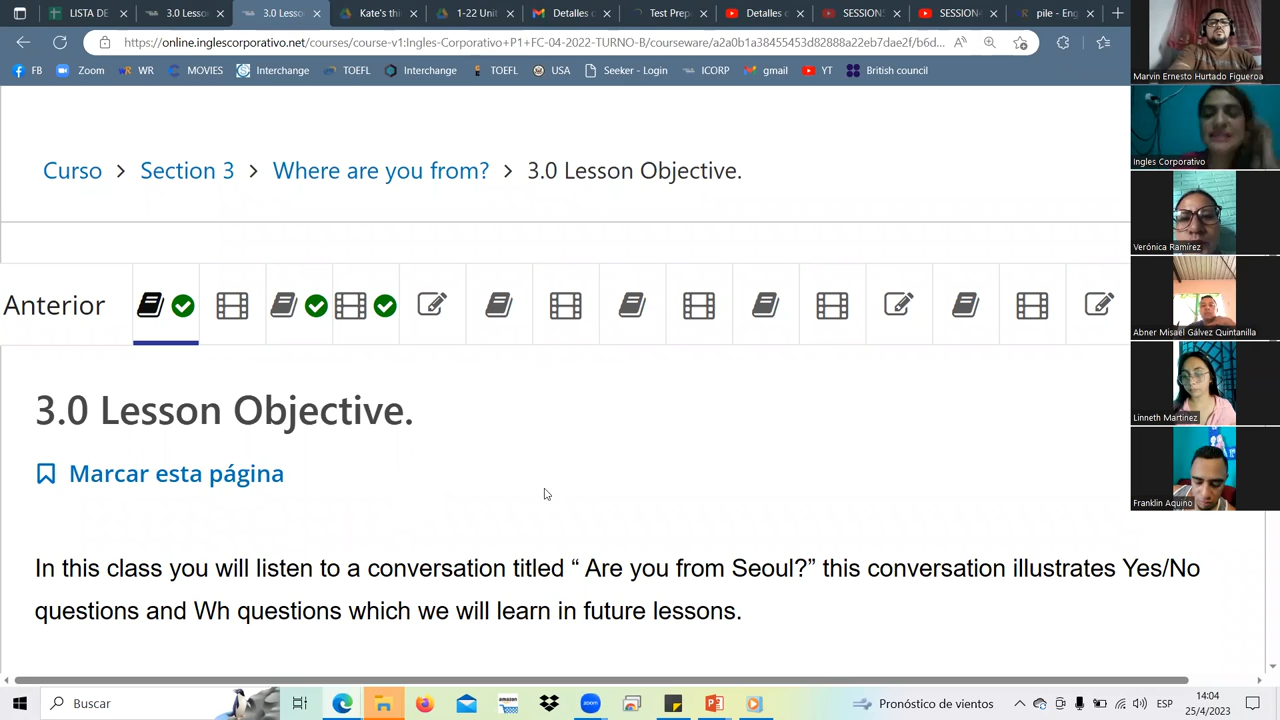 LISTA DE
3.0 Lesson
3.0 Lesso
Kate's thi
1-22 Unit
Detalles c
Test Prep
Detalles c
SESSION
SESSION
pile - Eng
https://online.inglescorporativo.net/courses/course-v1:Ingles-Corporativo+P1+FC-04-2022-TURNO-B/courseware/a2a0b1a38455453d82888a22eb7dae2f/b6d...
FB
Zoom
WR
MOVIES
Interchange
TOEFL
Interchange
TOEFL
USA
Seeker - Login
ICORP
gmail
YT
British council
Curso > Section 3 > Where are you from? > 3.0 Lesson Objective.
Anterior
3.0 Lesson Objective.
Marcar esta página
In this class you will listen to a conversation titled “ Are you from Seoul?” this conversation illustrates Yes/No
questions and Wh questions which we will learn in future lessons.
Marvin Ernesto Hurtado Figueroa
Ingles Corporativo
Verónica Ramírez
Abner Misael Gálvez Quintanilla
Linneth Martinez
Franklin Aquino
Buscar
Pronóstico de vientos
ESP
14:04
25/4/2023